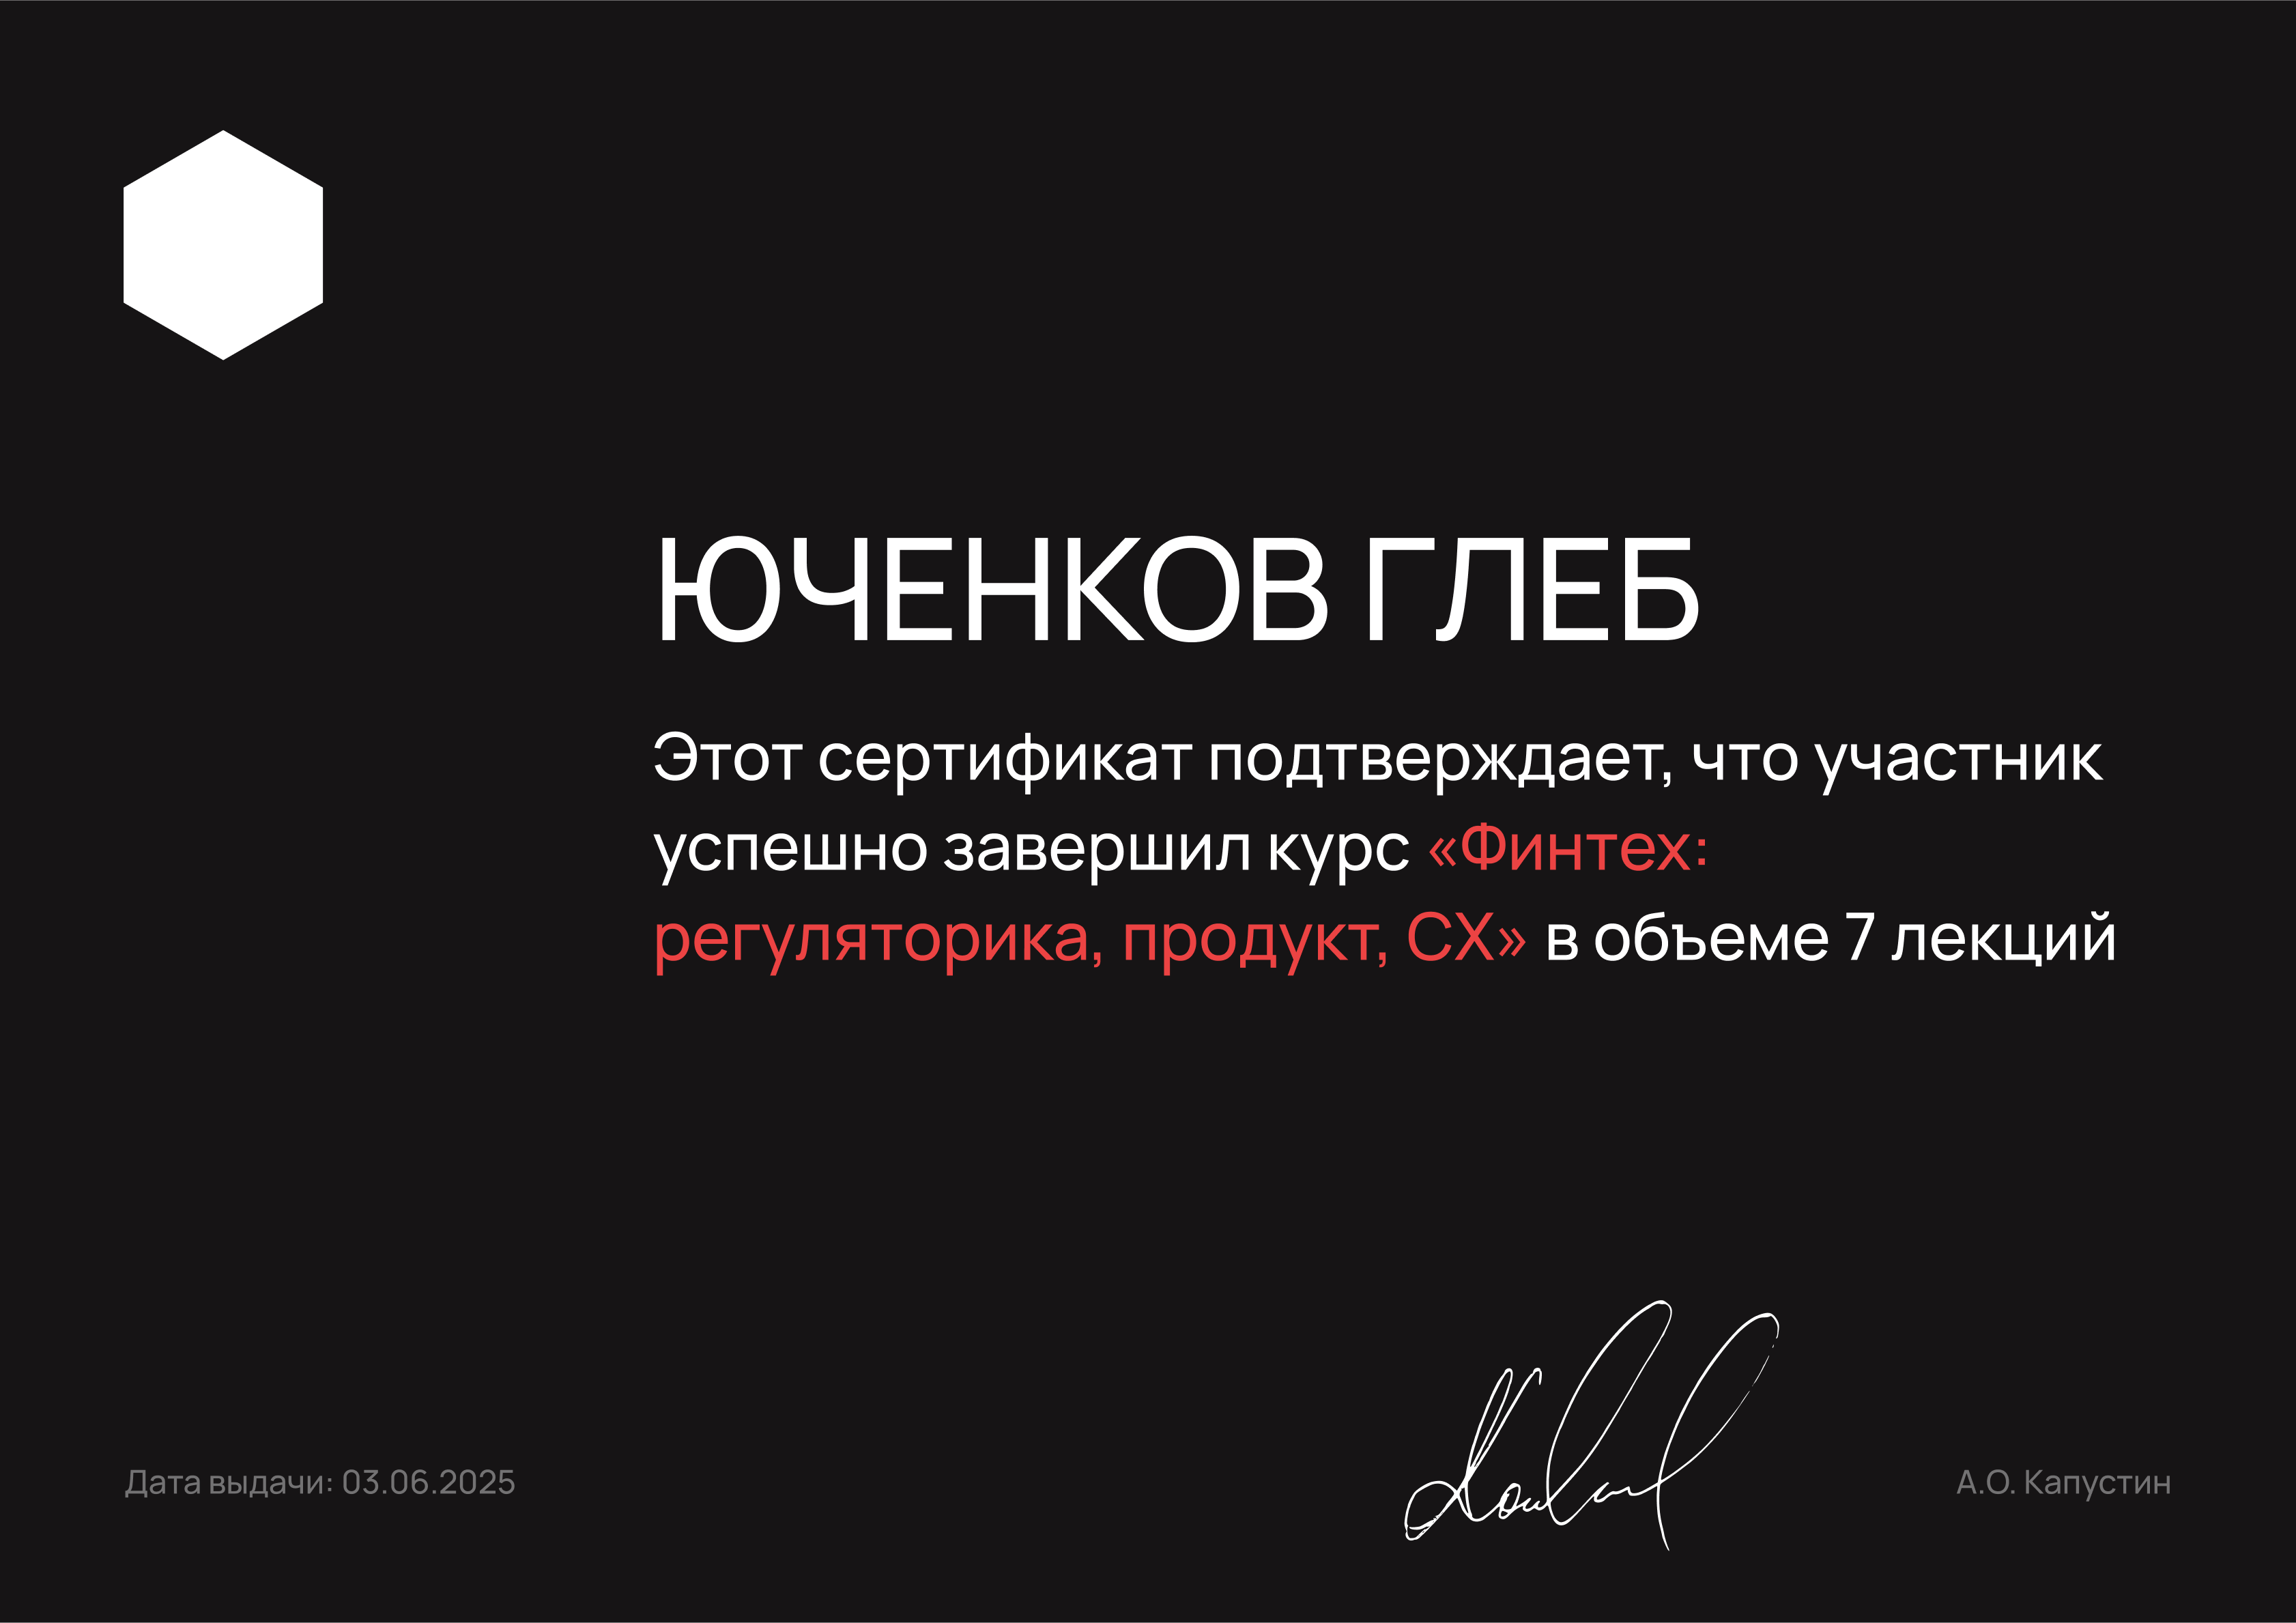 ЮЧЕНКОВ ГЛЕБ
Этот сертификат подтверждает, что участник
успешно завершил курс «Финтех:
регуляторика, продукт, CX» в объеме 7 лекций
Дата выдачи: 03.06.2025
А.О. Капустин